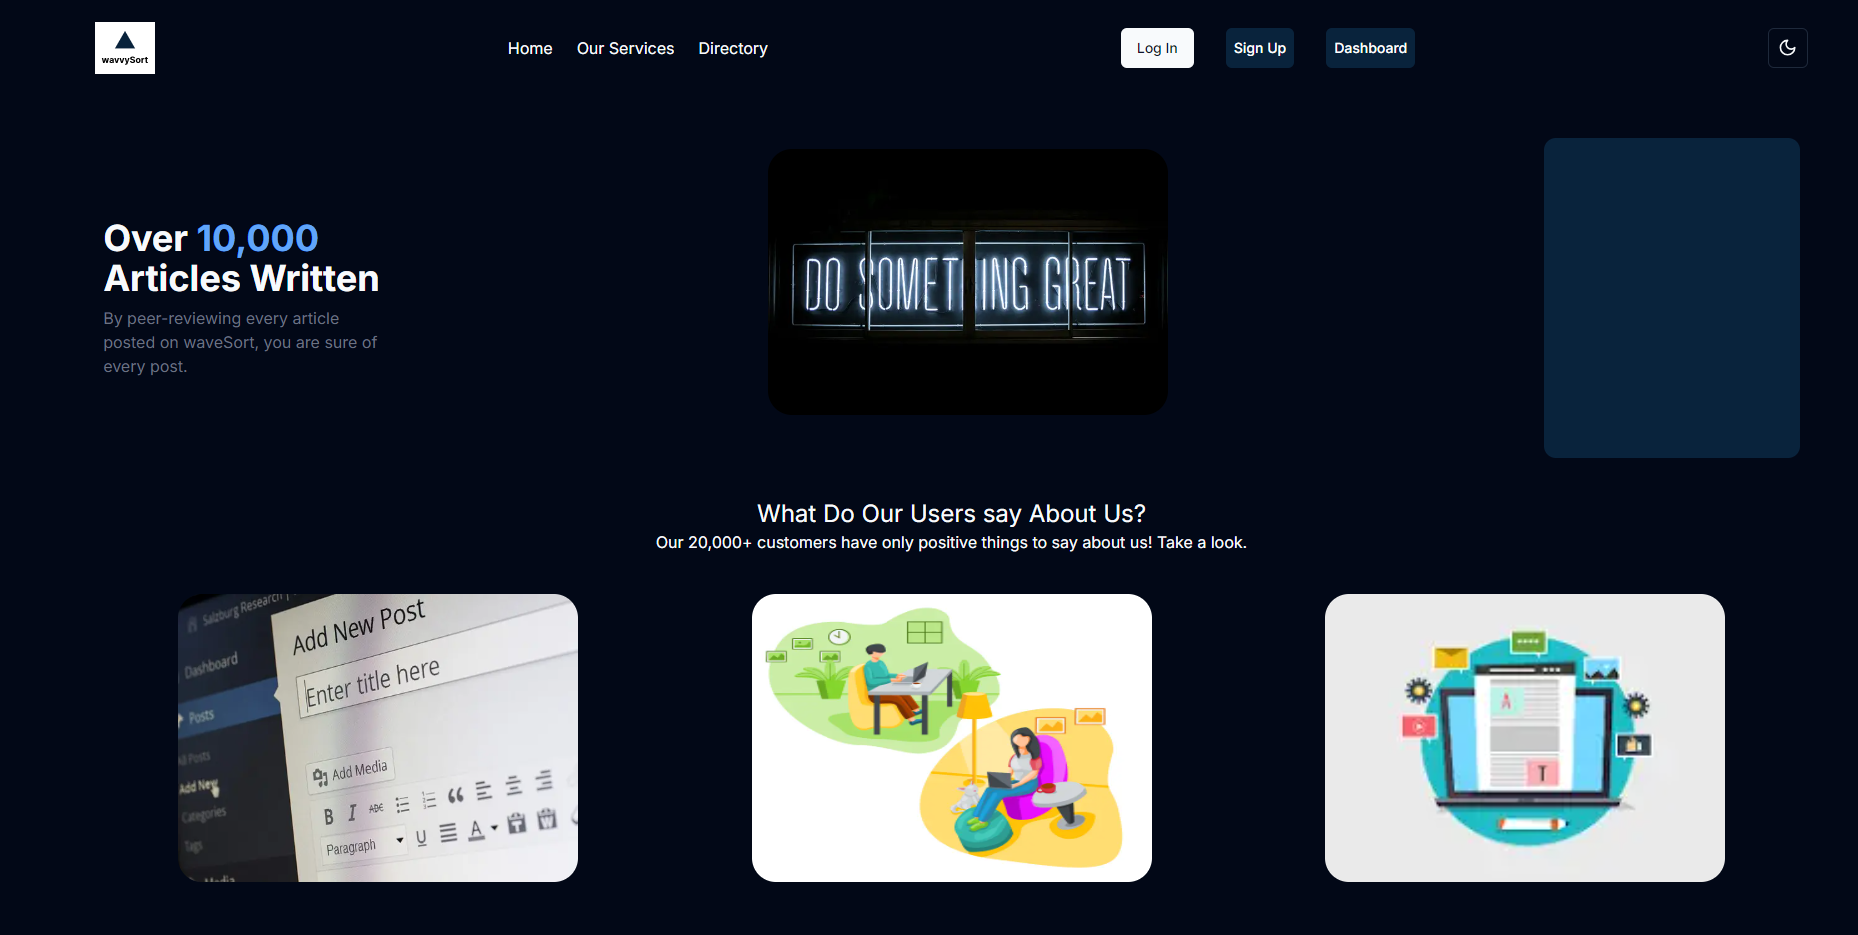 wavvySort
Home
Our Services
Directory
Log In
Sign Up
Dashboard
Over 10,000
Articles Written
By peer-reviewing every article
posted on waveSort, you are sure of
every post.
DO SOMETHING GREAT
What Do Our Users say About Us?
Our 20,000+ customers have only positive things to say about us! Take a look.
Salzburg Research
Dashboard
Posts
All Posts
Add New
Categories
Tags
Media
Add New Post
Enter title here
Add Media
B I ABC
Paragraph U A T W
A
T